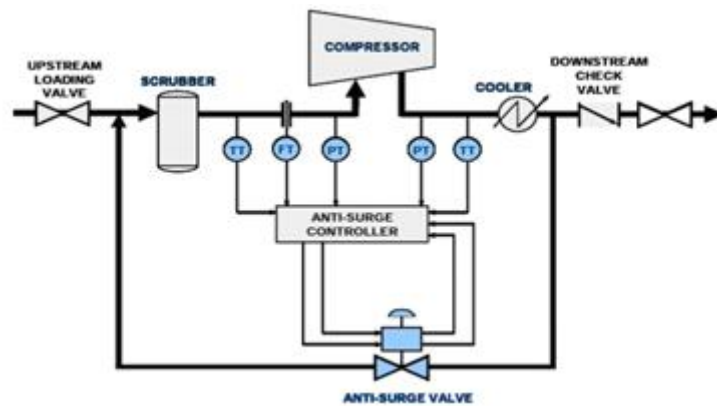 COMPRESSOR
UPSTREAM
LOADING
VALVE
SCRUBBER
DOWNSTREAM
CHECK
VALVE
COOLER
TT
FT
PT
PT
TT
ANTI-SURGE
CONTROLLER
ANTI-SURGE VALVE